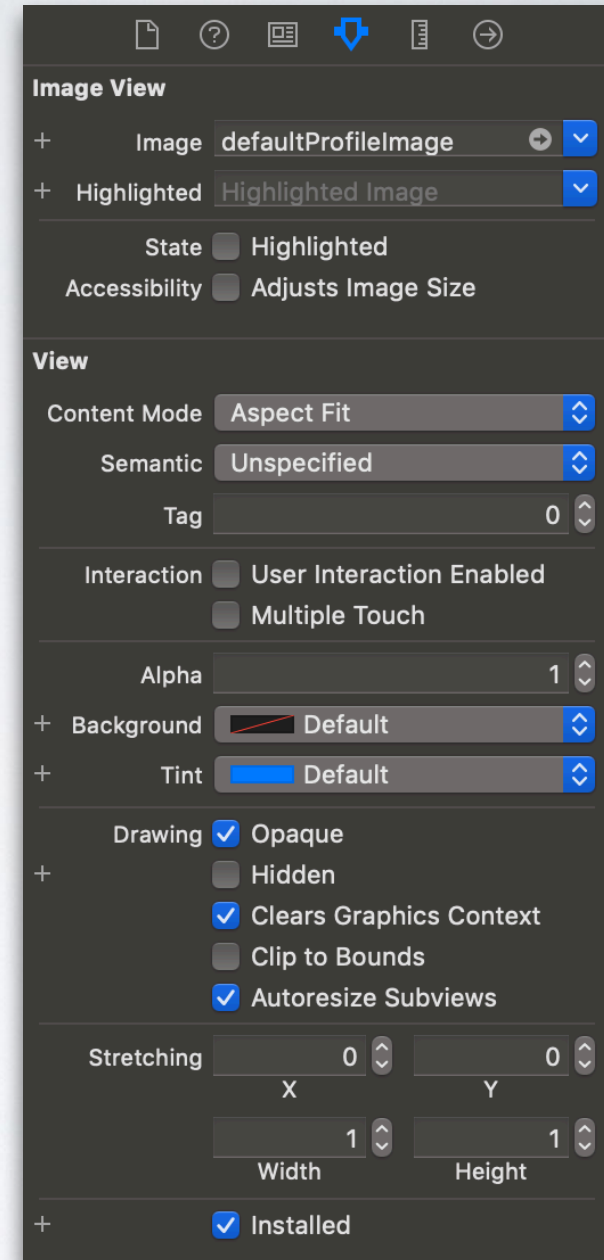 Image View
+ Image defaultProfileImage
+ Highlighted Highlighted Image
State Highlighted
Accessibility Adjusts Image Size
View
Content Mode Aspect Fit
Semantic Unspecified
Tag 0
Interaction User Interaction Enabled
Multiple Touch
Alpha 1
+ Background Default
+ Tint Default
Drawing Opaque
+ Hidden
Clears Graphics Context
Clip to Bounds
Autoresize Subviews
Stretching 0 0
X Y
1 1
Width Height
+ Installed